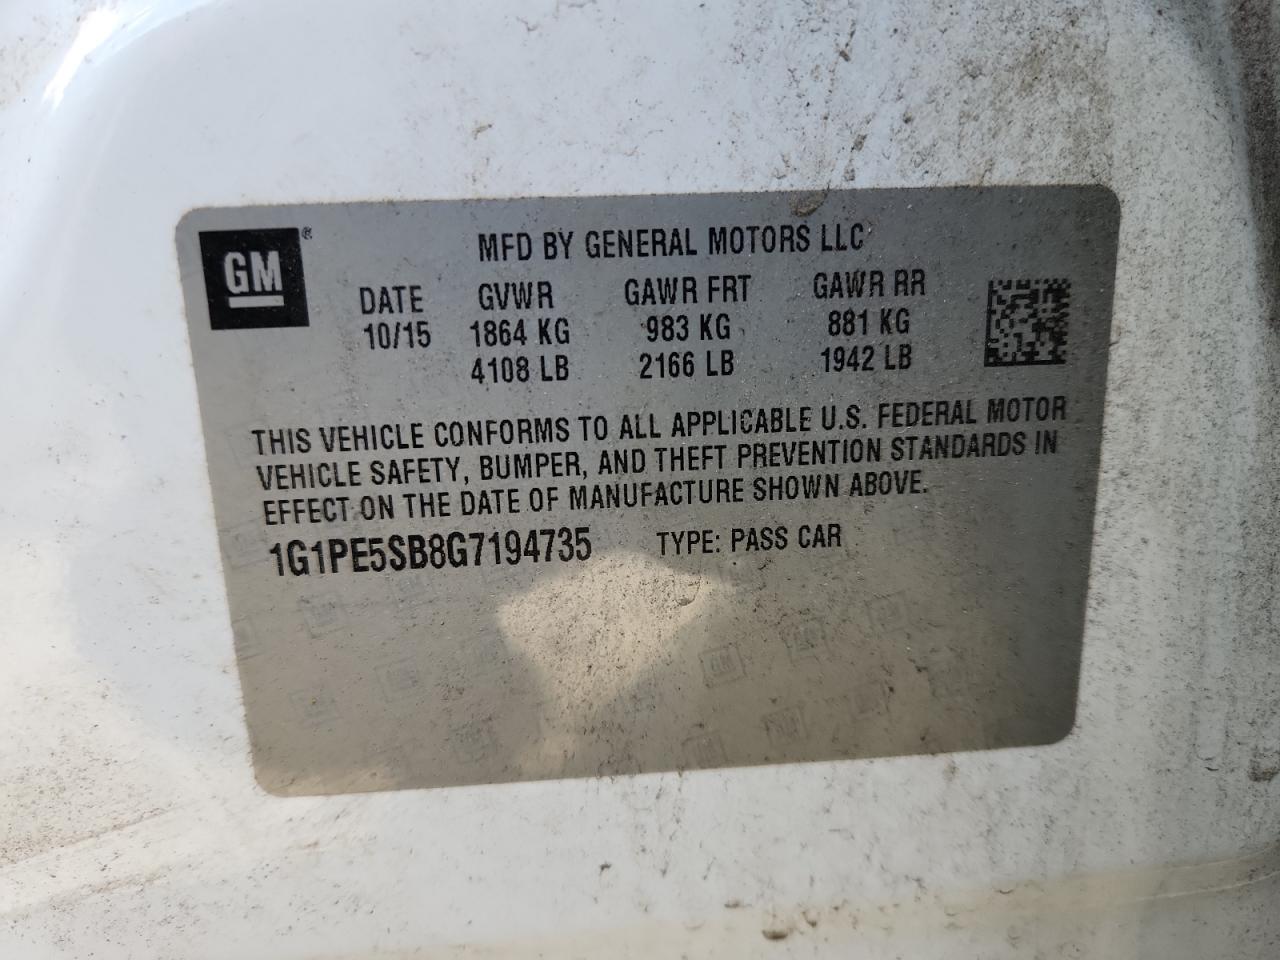 GM®
MFD BY GENERAL MOTORS LLC
DATE GVWR GAWR FRT GAWR RR
10/15 1864 KG 983 KG 881 KG
4108 LB 2166 LB 1942 LB
THIS VEHICLE CONFORMS TO ALL APPLICABLE U.S. FEDERAL MOTOR
VEHICLE SAFETY, BUMPER, AND THEFT PREVENTION STANDARDS IN
EFFECT ON THE DATE OF MANUFACTURE SHOWN ABOVE.
1G1PE5SB8G7194735 TYPE: PASS CAR